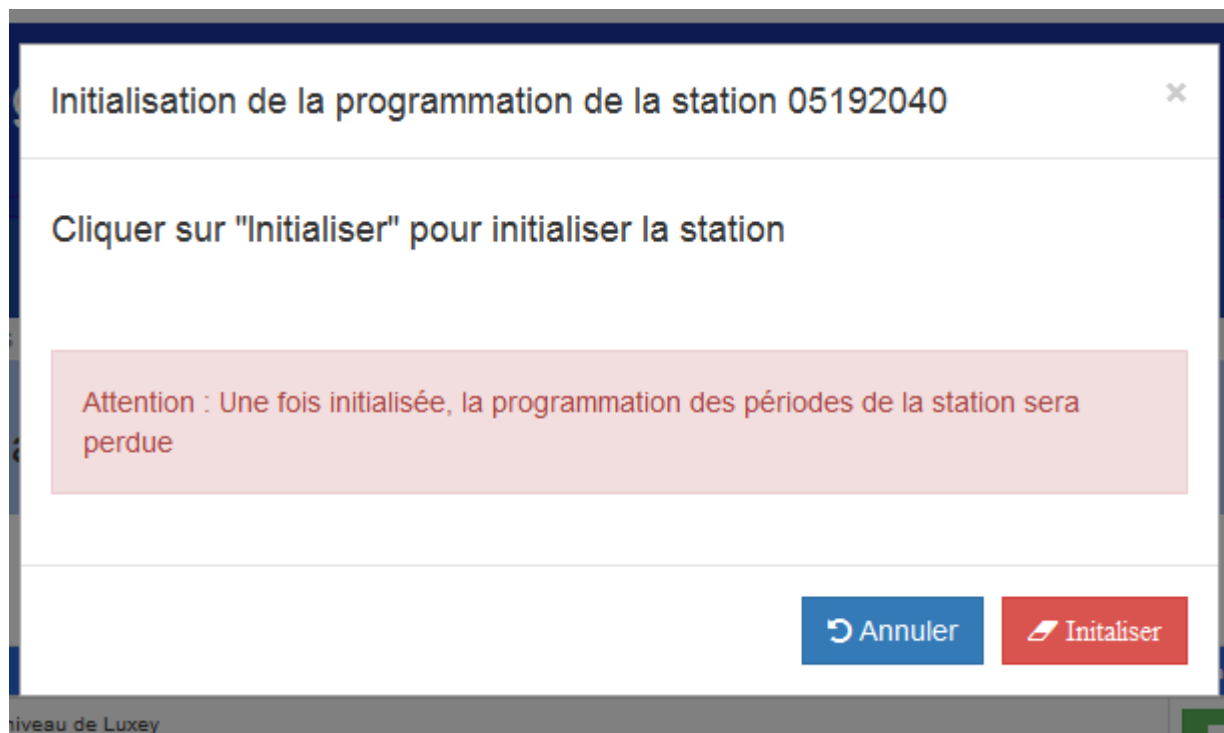 Initialisation de la programmation de la station 05192040
×
Cliquer sur "Initialiser" pour initialiser la station
Attention : Une fois initialisée, la programmation des périodes de la station sera
perdue
Annuler
Initaliser
niveau de Luxey